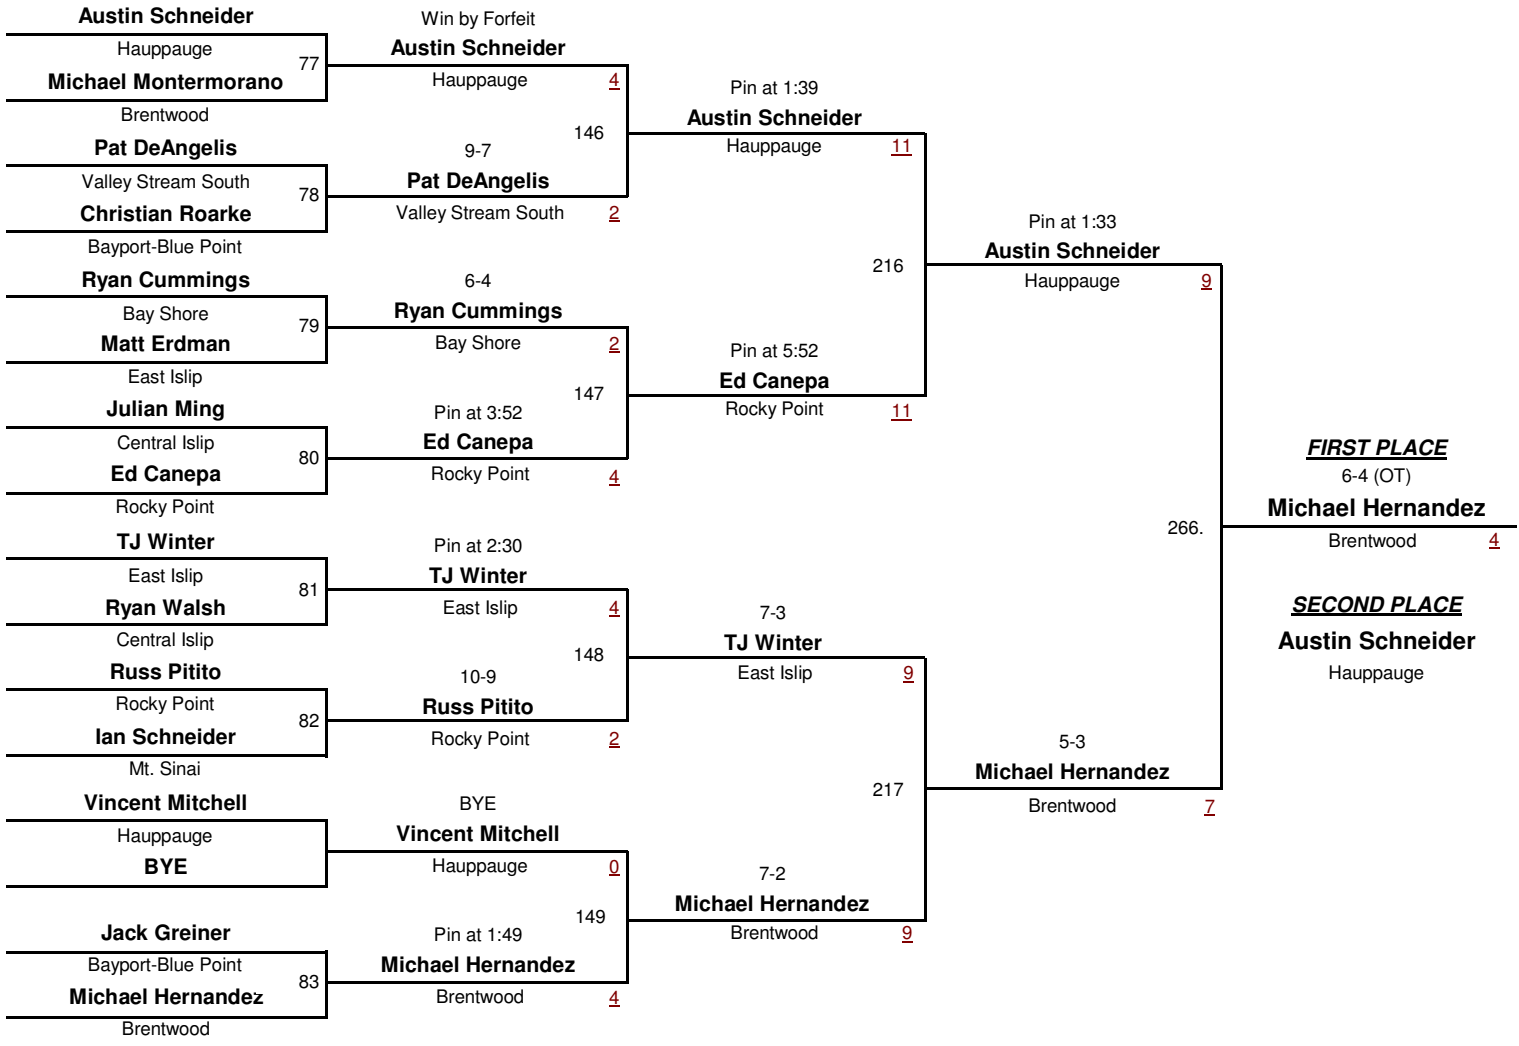 Austin Schneider
Hauppauge
77
Michael Montermorano
Brentwood
Pat DeAngelis
Valley Stream South
78
Christian Roarke
Bayport-Blue Point
Ryan Cummings
Bay Shore
79
Matt Erdman
East Islip
Julian Ming
Central Islip
80
Ed Canepa
Rocky Point
TJ Winter
East Islip
81
Ryan Walsh
Central Islip
Russ Pitito
Rocky Point
82
Ian Schneider
Mt. Sinai
Vincent Mitchell
Hauppauge
BYE
Jack Greiner
Bayport-Blue Point
83
Michael Hernandez
Brentwood
Win by Forfeit
Austin Schneider
Hauppauge 4
146
9-7
Pat DeAngelis
Valley Stream South 2
6-4
Ryan Cummings
Bay Shore 2
147
Pin at 3:52
Ed Canepa
Rocky Point 4
Pin at 2:30
TJ Winter
East Islip 4
148
10-9
Russ Pitito
Rocky Point 2
BYE
Vincent Mitchell
Hauppauge 0
149
Pin at 1:49
Michael Hernandez
Brentwood 4
Pin at 1:39
Austin Schneider
Hauppauge 11
216
Pin at 5:52
Ed Canepa
Rocky Point 11
7-3
TJ Winter
East Islip 9
217
7-2
Michael Hernandez
Brentwood 9
Pin at 1:33
Austin Schneider
Hauppauge 9
266.
5-3
Michael Hernandez
Brentwood 7
FIRST PLACE
6-4 (OT)
Michael Hernandez
Brentwood 4
SECOND PLACE
Austin Schneider
Hauppauge